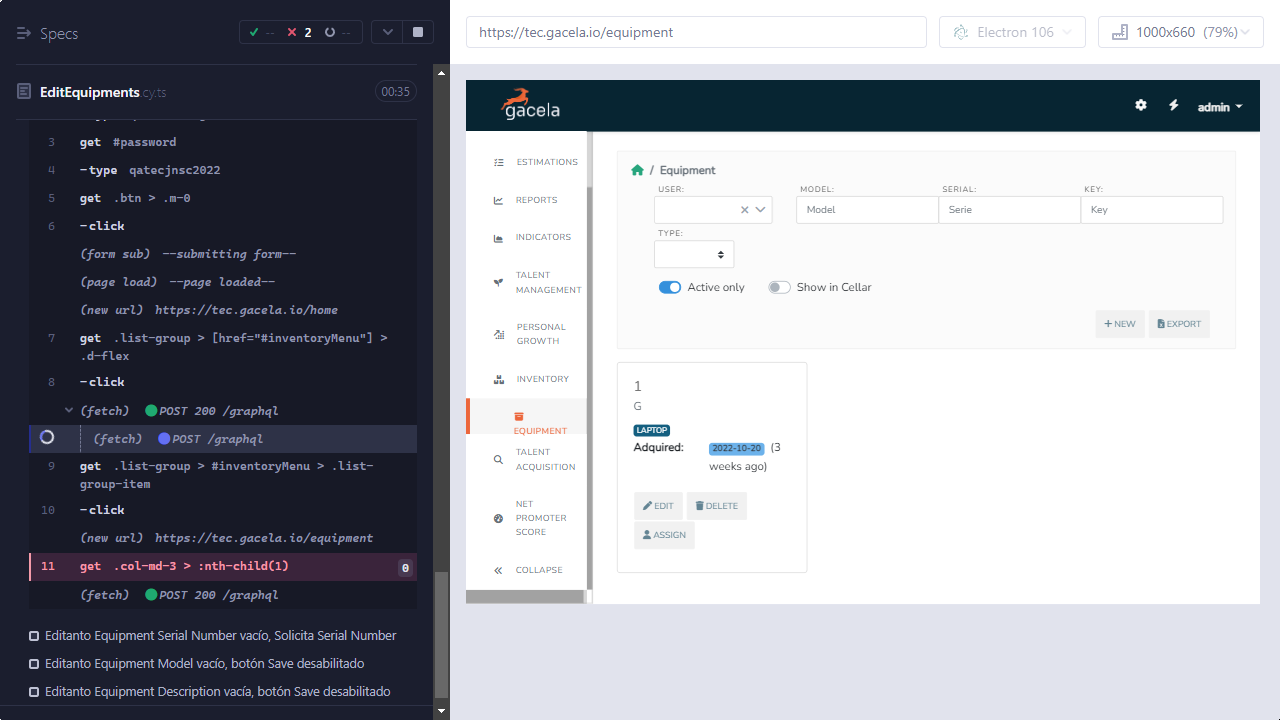 Specs
-- 2 --
https://tec.gacela.io/equipment
Electron 106
1000x660 (79%)
EditEquipments.cy.ts
00:35
3 get #password
4 -type qatecjnsc2022
5 get .btn > .m-0
6 -click
(form sub) --submitting form--
(page load) --page loaded--
(new url) https://tec.gacela.io/home
7 get .list-group > [href="#inventoryMenu"] >
.d-flex
8 -click
(fetch) POST 200 /graphql
(fetch) POST /graphql
9 get .list-group > #inventoryMenu > .list-
group-item
10 -click
(new url) https://tec.gacela.io/equipment
11 get .col-md-3 > :nth-child(1) 0
(fetch) POST 200 /graphql
Editanto Equipment Serial Number vacío, Solicita Serial Number
Editanto Equipment Model vacío, botón Save desabilitado
Editanto Equipment Description vacía, botón Save desabilitado
gacela
admin
ESTIMATIONS
REPORTS
INDICATORS
TALENT
MANAGEMENT
PERSONAL
GROWTH
INVENTORY
EQUIPMENT
TALENT
ACQUISITION
NET
PROMOTER
SCORE
COLLAPSE
/ Equipment
USER: MODEL: SERIAL: KEY:
Model Serie Key
TYPE:
Active only Show in Cellar
NEW EXPORT
1
G
LAPTOP
Adquired: 2022-10-20 (3
weeks ago)
EDIT DELETE
ASSIGN